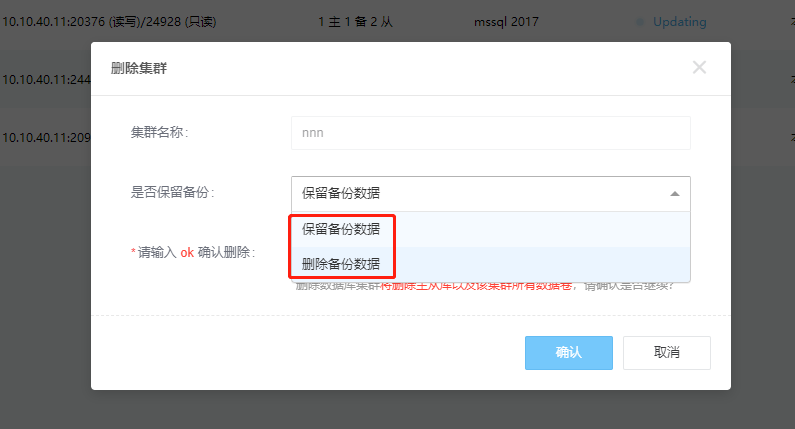 10.10.40.11:20376 (读写)/24928 (只读) 1 主 1 备 2 从 mssql 2017 Updating
删除集群
10.10.40.11:244
集群名称: nnn
10.10.40.11:209
是否保留备份: 保留备份数据
保留备份数据
*请输入 ok 确认删除:
删除备份数据
删除数据库集群将删除主从库以及该集群所有数据卷，请确认是否继续?
确认 取消